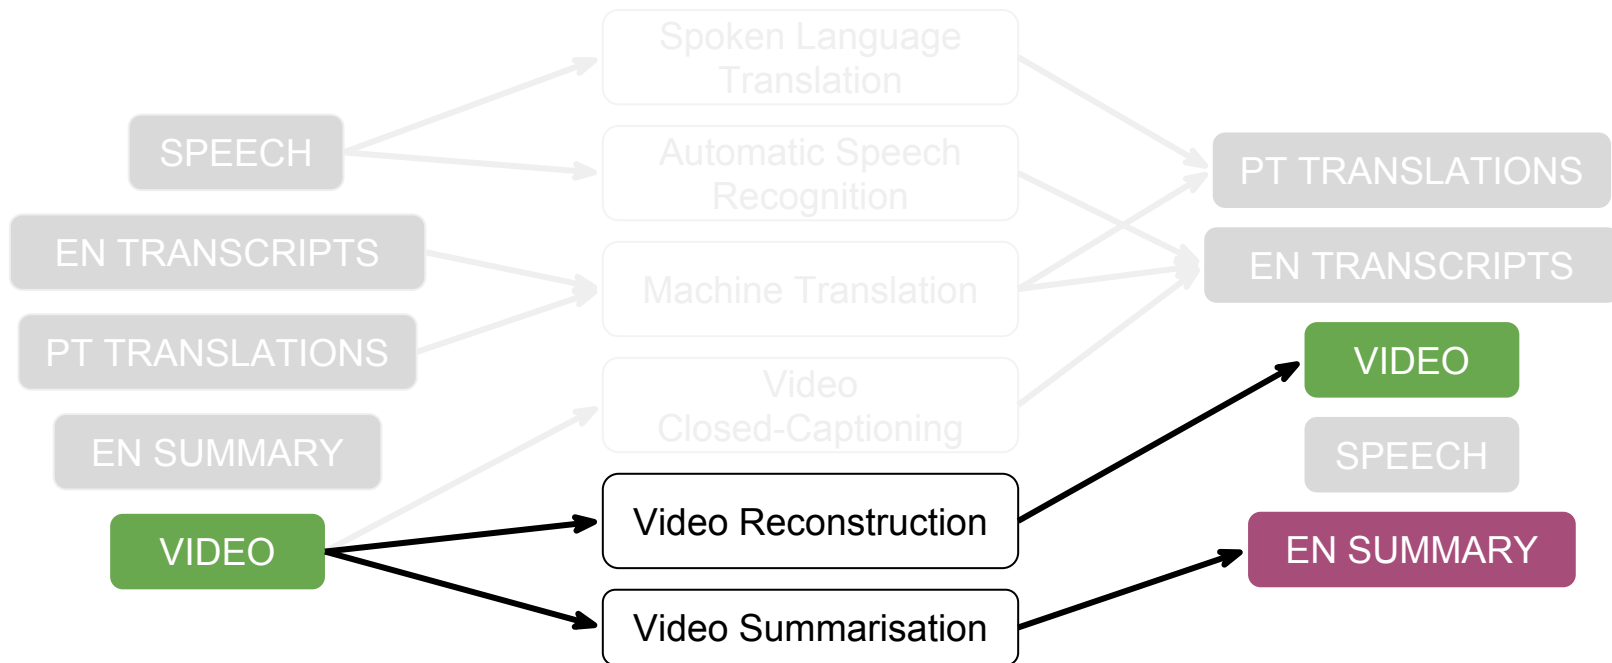 SPEECH
EN TRANSCRIPTS
PT TRANSLATIONS
EN SUMMARY
VIDEO
Spoken Language
Translation
Automatic Speech
Recognition
Machine Translation
Video
Closed-Captioning
Video Reconstruction
Video Summarisation
PT TRANSLATIONS
EN TRANSCRIPTS
VIDEO
SPEECH
EN SUMMARY